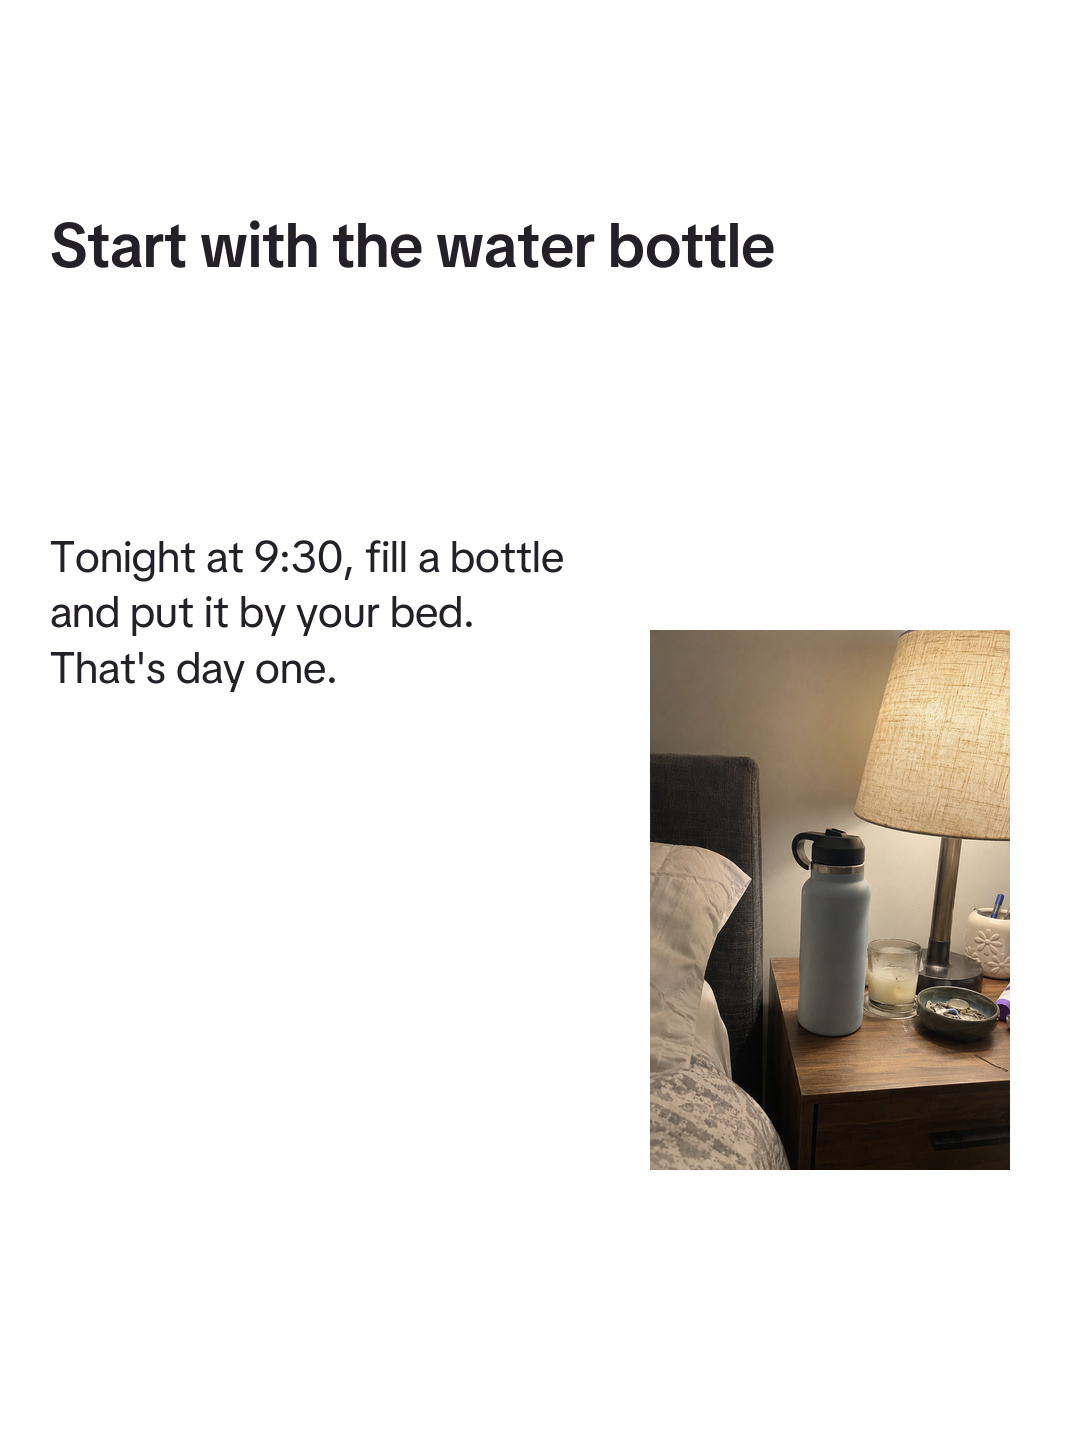 Start with the water bottle
Tonight at 9:30, fill a bottle
and put it by your bed.
That's day one.